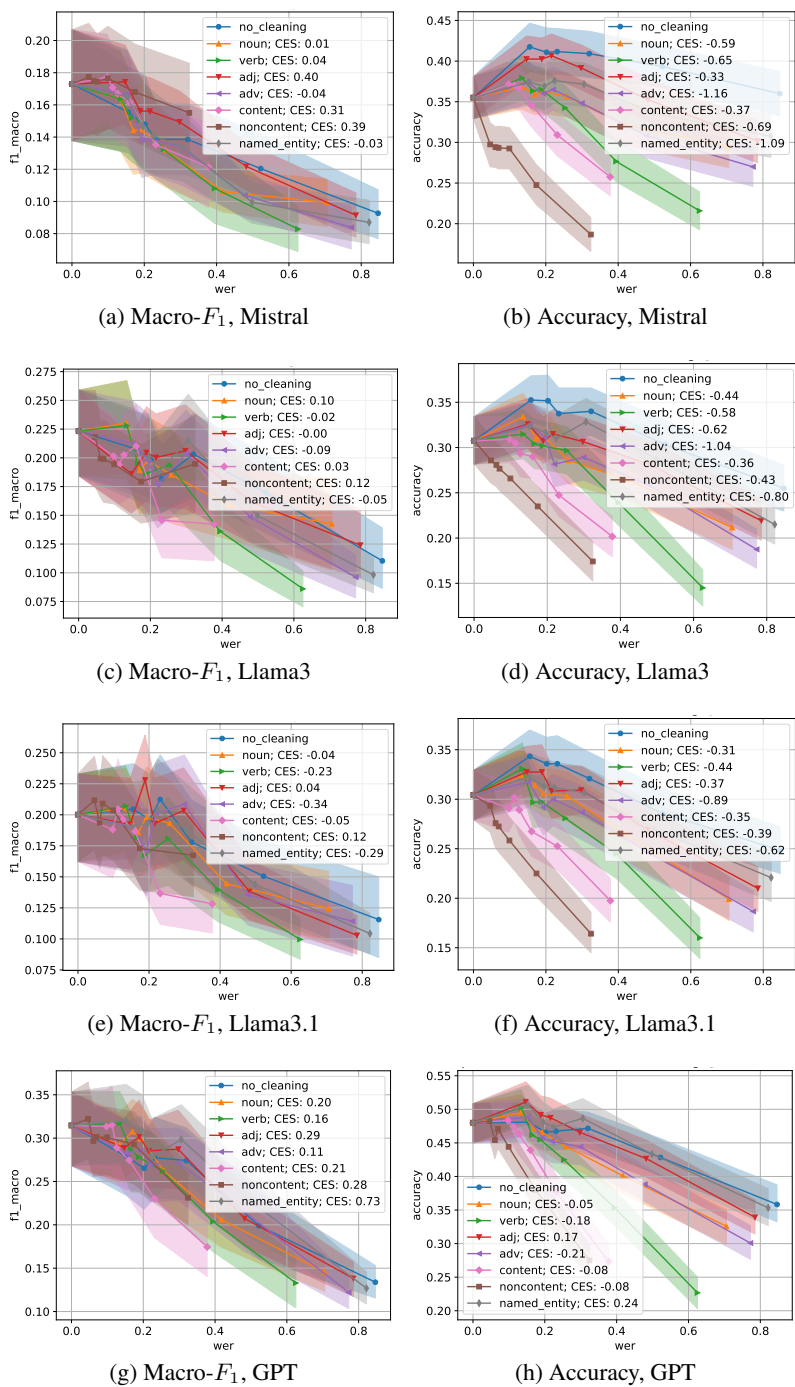 no_cleaning
noun; CES: 0.01
verb; CES: 0.04
adj; CES: 0.40
adv; CES: -0.04
content; CES: 0.31
noncontent; CES: 0.39
named_entity; CES: -0.03
f1_macro
0.20
0.18
0.16
0.14
0.12
0.10
0.08
0.0 0.2 0.4 0.6 0.8
wer
(a) Macro-F1, Mistral
no_cleaning
noun; CES: -0.59
verb; CES: -0.65
adj; CES: -0.33
adv; CES: -1.16
content; CES: -0.37
noncontent; CES: -0.69
named_entity; CES: -1.09
accuracy
0.45
0.40
0.35
0.30
0.25
0.20
0.0 0.2 0.4 0.6 0.8
wer
(b) Accuracy, Mistral
no_cleaning
noun; CES: 0.10
verb; CES: -0.02
adj; CES: -0.00
adv; CES: -0.09
content; CES: 0.03
noncontent; CES: 0.12
named_entity; CES: -0.05
f1_macro
0.275
0.250
0.225
0.200
0.175
0.150
0.125
0.100
0.075
0.0 0.2 0.4 0.6 0.8
wer
(c) Macro-F1, Llama3
no_cleaning
noun; CES: -0.44
verb; CES: -0.58
adj; CES: -0.62
adv; CES: -1.04
content; CES: -0.36
noncontent; CES: -0.43
named_entity; CES: -0.80
accuracy
0.35
0.30
0.25
0.20
0.15
0.0 0.2 0.4 0.6 0.8
wer
(d) Accuracy, Llama3
no_cleaning
noun; CES: -0.04
verb; CES: -0.23
adj; CES: 0.04
adv; CES: -0.34
content; CES: -0.05
noncontent; CES: 0.12
named_entity; CES: -0.29
f1_macro
0.250
0.225
0.200
0.175
0.150
0.125
0.100
0.075
0.0 0.2 0.4 0.6 0.8
wer
(e) Macro-F1, Llama3.1
no_cleaning
noun; CES: -0.31
verb; CES: -0.44
adj; CES: -0.37
adv; CES: -0.89
content; CES: -0.35
noncontent; CES: -0.39
named_entity; CES: -0.62
accuracy
0.35
0.30
0.25
0.20
0.15
0.0 0.2 0.4 0.6 0.8
wer
(f) Accuracy, Llama3.1
no_cleaning
noun; CES: 0.20
verb; CES: 0.16
adj; CES: 0.29
adv; CES: 0.11
content; CES: 0.21
noncontent; CES: 0.28
named_entity; CES: 0.73
f1_macro
0.35
0.30
0.25
0.20
0.15
0.10
0.0 0.2 0.4 0.6 0.8
wer
(g) Macro-F1, GPT
no_cleaning
noun; CES: -0.05
verb; CES: -0.18
adj; CES: 0.17
adv; CES: -0.21
content; CES: -0.08
noncontent; CES: -0.08
named_entity; CES: 0.24
accuracy
0.55
0.50
0.45
0.40
0.35
0.30
0.25
0.20
0.0 0.2 0.4 0.6 0.8
wer
(h) Accuracy, GPT